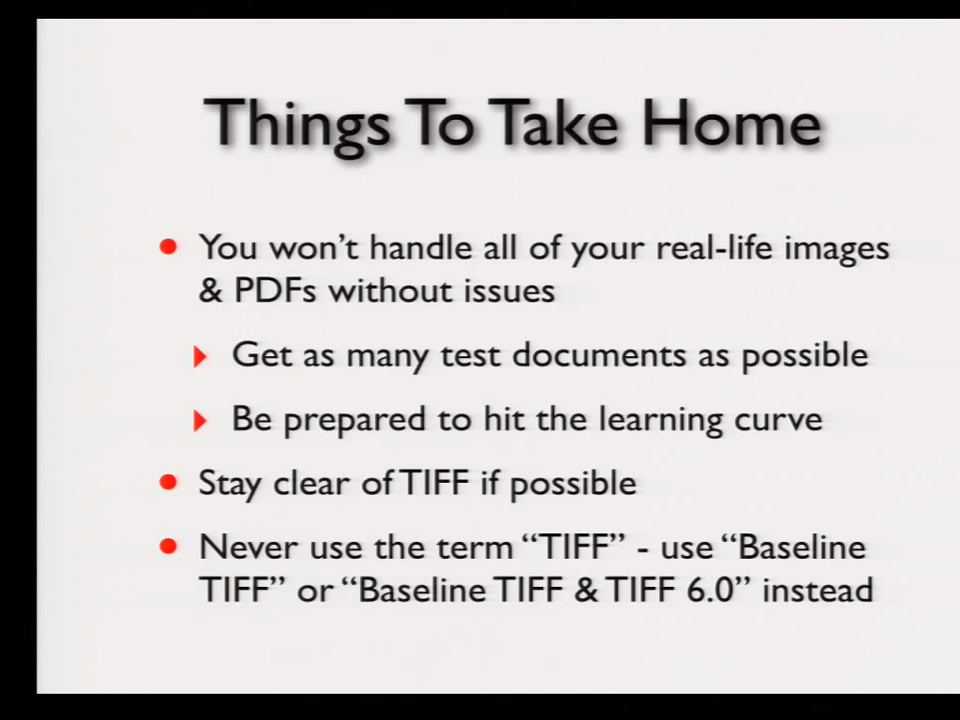 Things To Take Home
You won’t handle all of your real-life images
& PDFs without issues
Get as many test documents as possible
Be prepared to hit the learning curve
Stay clear of TIFF if possible
Never use the term “TIFF” - use “Baseline
TIFF” or “Baseline TIFF & TIFF 6.0” instead